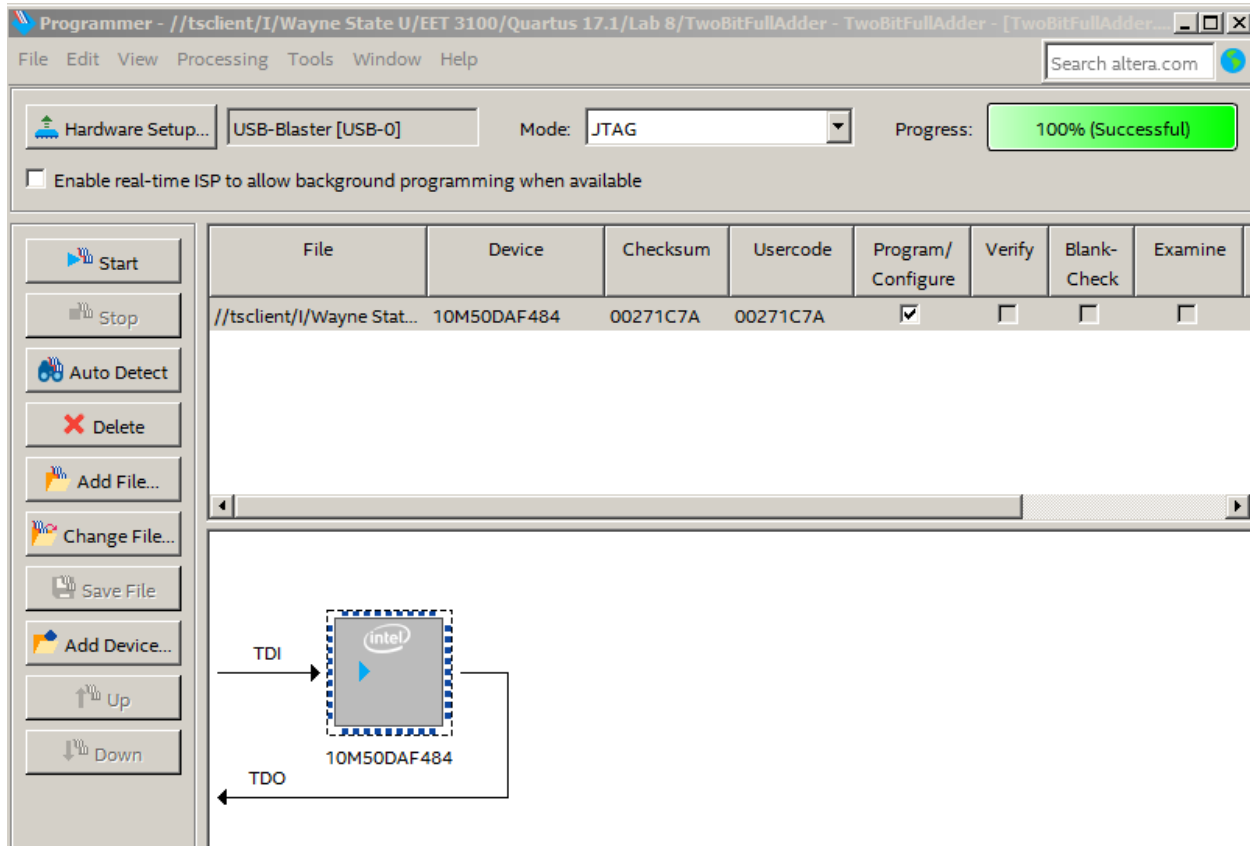 Programmer - //tsclient/I/Wayne State U/EET 3100/Quartus 17.1/Lab 8/TwoBitFullAdder - TwoBitFullAdder - [TwoBitFullAdder....
File Edit View Processing Tools Window Help
Search altera.com
Hardware Setup... USB-Blaster [USB-0] Mode: JTAG Progress: 100% (Successful)
Enable real-time ISP to allow background programming when available
Start
Stop
Auto Detect
Delete
Add File...
Change File...
Save File
Add Device...
Up
Down
File Device Checksum Usercode Program/ Verify Blank- Examine
Configure Check
//tsclient/I/Wayne Stat... 10M50DAF484 00271C7A 00271C7A
intel
TDI
10M50DAF484
TDO